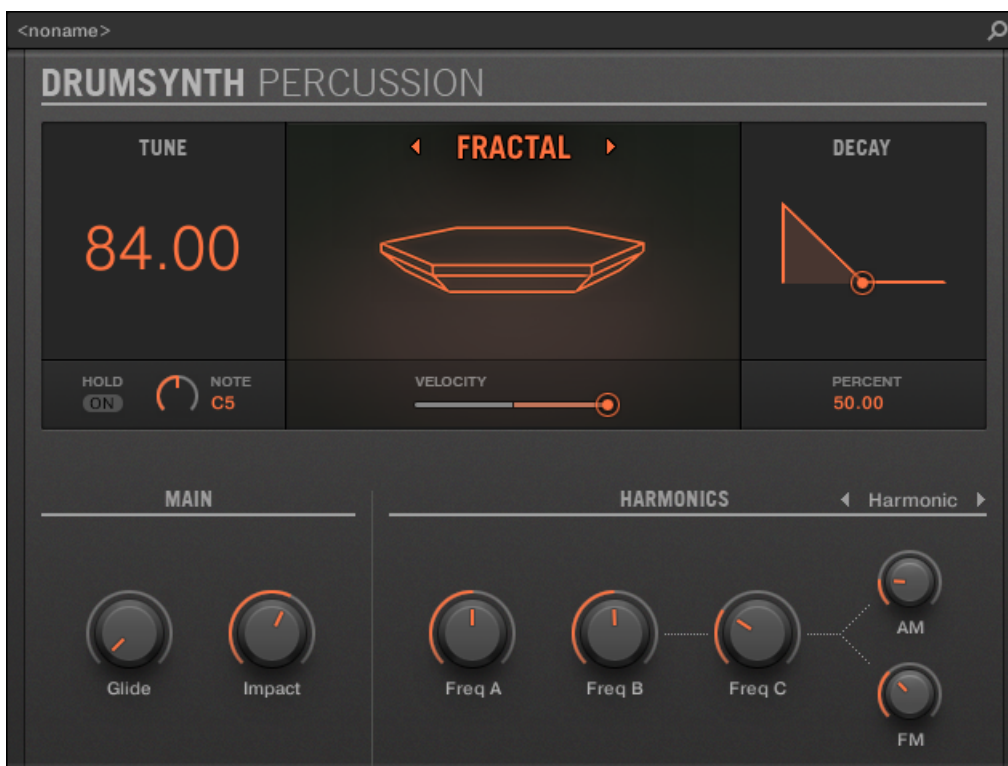 <noname>
DRUMSYNTH PERCUSSION
TUNE
FRACTAL
DECAY
84.00
HOLD
ON
NOTE
C5
VELOCITY
PERCENT
50.00
MAIN
HARMONICS
Harmonic
Glide
Impact
Freq A
Freq B
Freq C
AM
FM